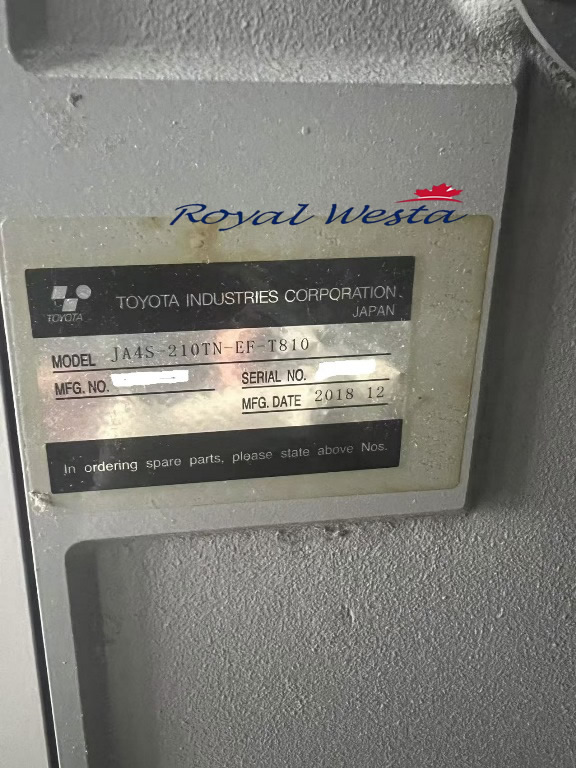 Royal Westa
TOYOTA
TOYOTA INDUSTRIES CORPORATION
JAPAN
MODEL JA4S-210TN-EF-T810
MFG. NO.
SERIAL NO.
MFG. DATE 2018 12
In ordering spare parts, please state above Nos.